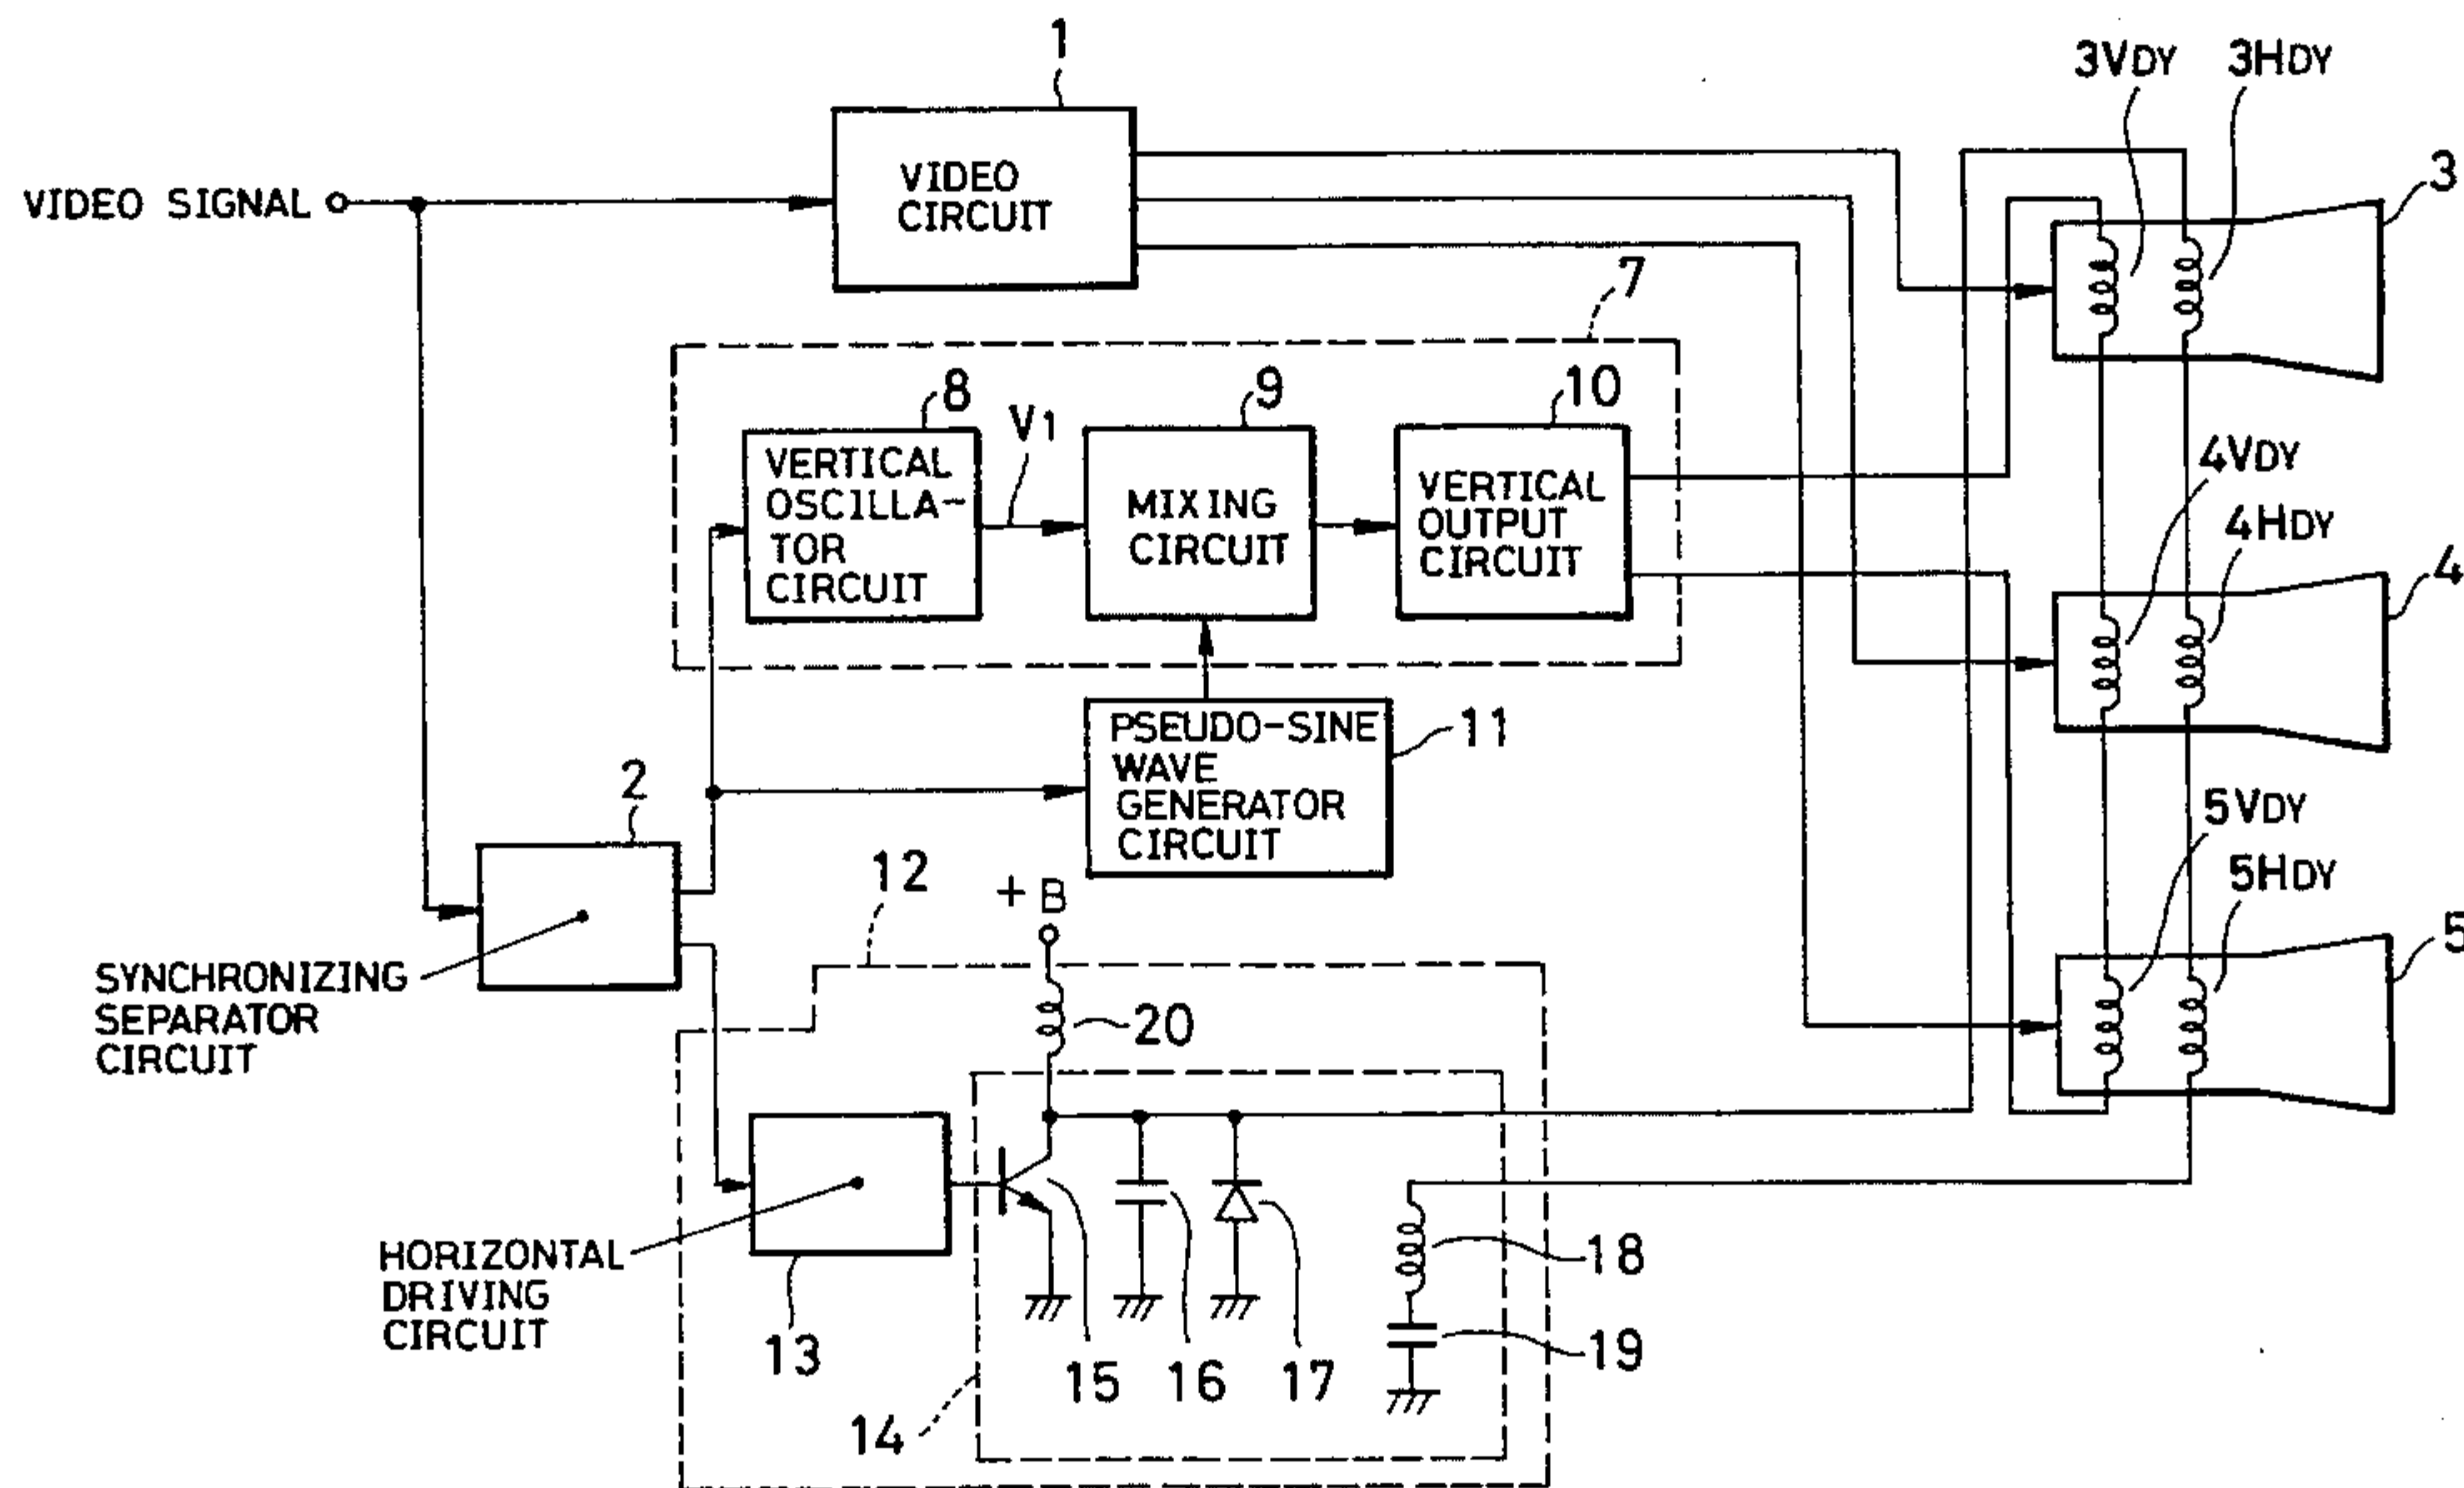 1
3VDY 3HDY
VIDEO SIGNAL
VIDEO
CIRCUIT
3
7
8
V1
9
10
VERTICAL
OSCILLA-
TOR
CIRCUIT
MIXING
CIRCUIT
VERTICAL
OUTPUT
CIRCUIT
4VDY
4HDY
4
PSEUDO-SINE
WAVE
GENERATOR
CIRCUIT
11
2
5VDY
5HDY
5
12
+B
SYNCHRONIZING
SEPARATOR
CIRCUIT
20
HORIZONTAL
DRIVING
CIRCUIT
13
14
15
16
17
18
19